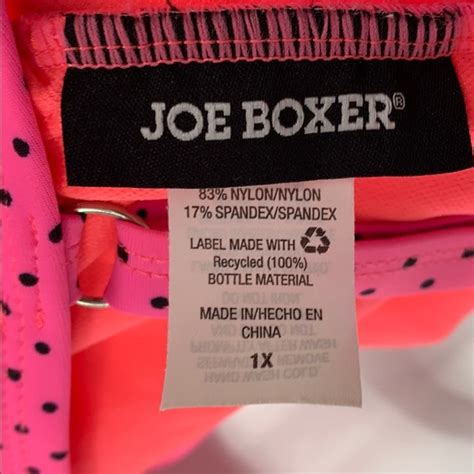 JOE BOXER®
83% NYLON/NYLON
17% SPANDEX/SPANDEX
LABEL MADE WITH
Recycled (100%)
BOTTLE MATERIAL
MADE IN/HECHO EN
CHINA
1X